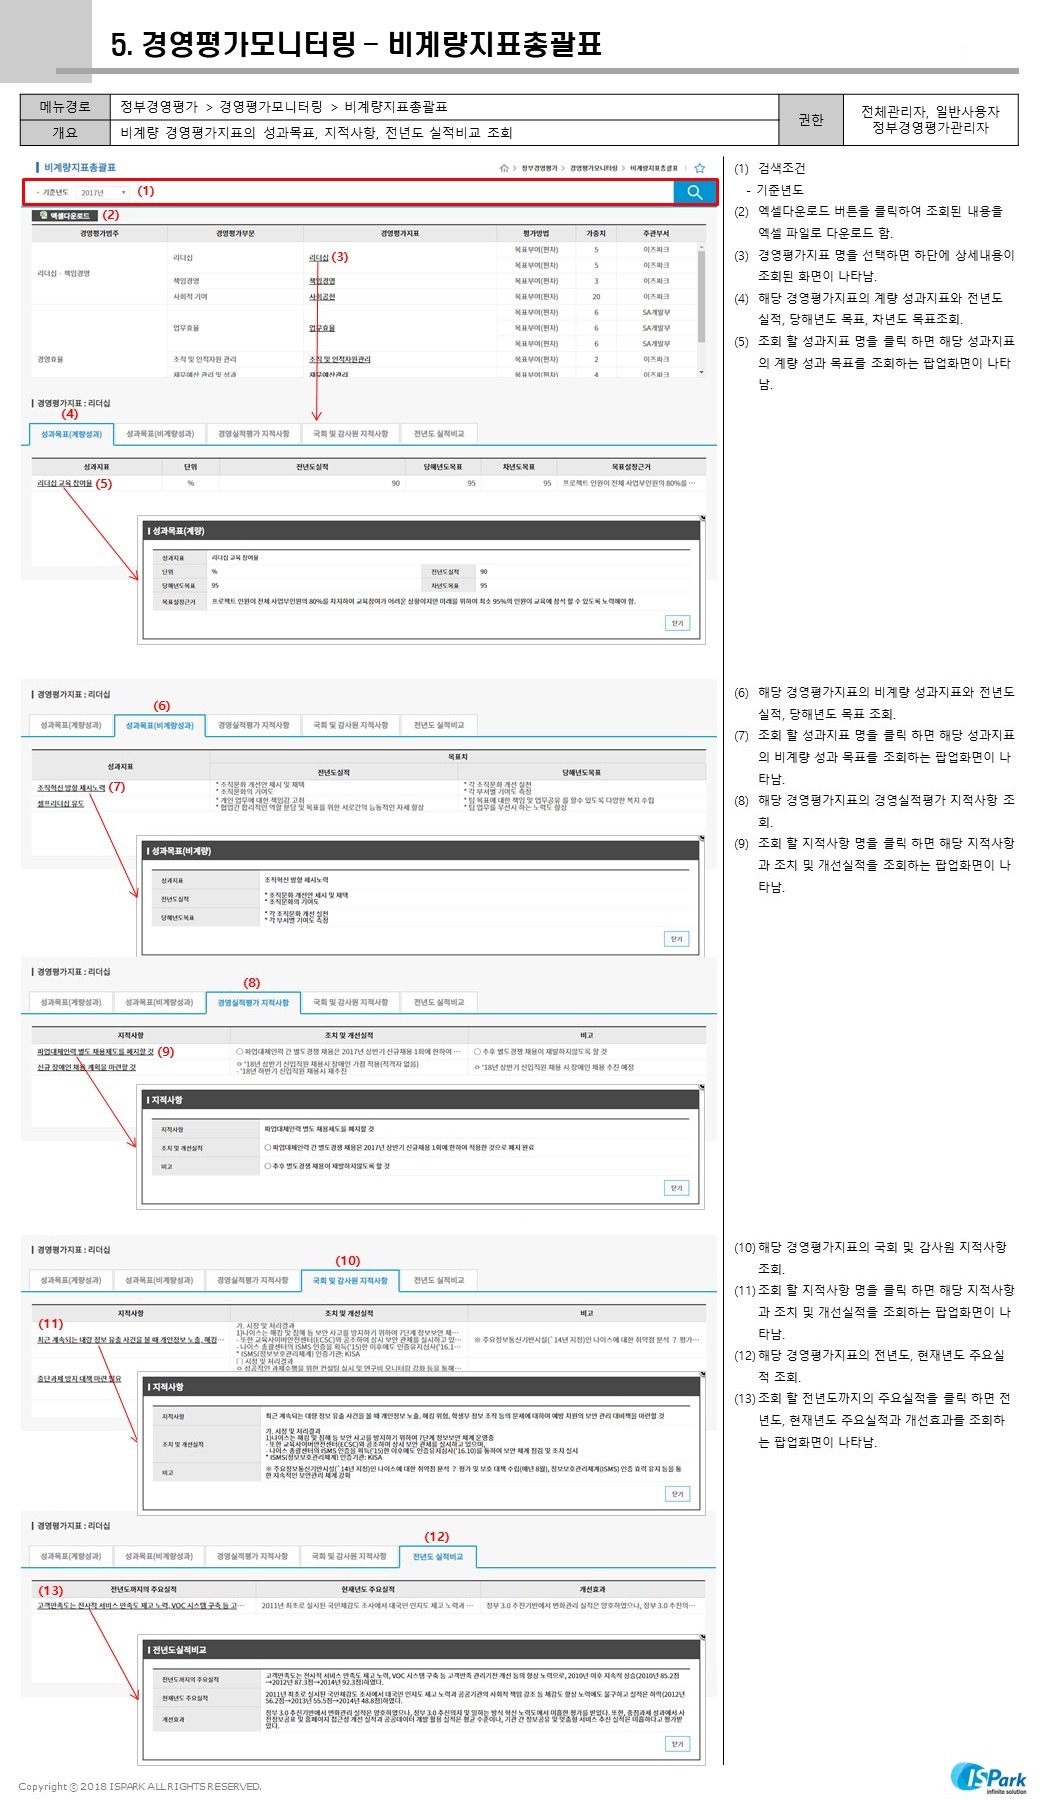 5. 경영평가모니터링 – 비계량지표총괄표
메뉴경로 정부경영평가 > 경영평가모니터링 > 비계량지표총괄표
개요 비계량 경영평가지표의 성과목표, 지적사항, 전년도 실적비교 조회
권한 전체관리자, 일반사용자
정부경영평가관리자
비계량지표총괄표
정부경영평가 > 경영평가모니터링 > 비계량지표총괄표
· 기준년도 2017년 (1)
엑셀다운로드 (2)
경영평가범주 경영평가부문 경영평가지표 평가방법 가중치 주관부서
리더십 · 책임경영 리더십 리더십 (3) 목표부여(편차) 5 이즈파크
목표부여(편차) 5 이즈파크
책임경영 책임경영 목표부여(편차) 3 이즈파크
사회적 기여 사회공헌 목표부여(편차) 20 이즈파크
목표부여(편차) 6 SA개발부
업무효율 업무효율 목표부여(편차) 6 SA개발부
목표부여(편차) 6 SA개발부
경영효율 조직 및 인적자원 관리 조직 및 인적자원관리 목표부여(편차) 2 이즈파크
재무예산 관리 및 성과 재무예산관리 목표부여(편차) 4 이즈파크
경영평가지표 : 리더십
(4)
성과목표(계량성과) 성과목표(비계량성과) 경영실적평가 지적사항 국회 및 감사원 지적사항 전년도 실적비교
성과지표 단위 전년도실적 당해년도목표 차년도목표 목표설정근거
리더십 교육 참여율 (5) % 90 95 95 프로젝트 인원이 전체 사업부인원의 80%를 ···
성과목표(계량)
성과지표 리더십 교육 참여율
단위 % 전년도실적 90
당해년도목표 95 차년도목표 95
목표설정근거 프로젝트 인원이 전체 사업부인원의 80%를 차지하여 교육참여가 어려운 상황이지만 미래를 위하여 최소 95%의 인원이 교육에 참석 할 수 있도록 노력해야 함.
닫기
(1) 검색조건
- 기준년도
(2) 엑셀다운로드 버튼을 클릭하여 조회된 내용을
엑셀 파일로 다운로드 함.
(3) 경영평가지표 명을 선택하면 하단에 상세내용이
조회된 화면이 나타남.
(4) 해당 경영평가지표의 계량 성과지표와 전년도
실적, 당해년도 목표, 차년도 목표조회.
(5) 조회 할 성과지표 명을 클릭 하면 해당 성과지표
의 계량 성과 목표를 조회하는 팝업화면이 나타
남.
경영평가지표 : 리더십
(6)
성과목표(계량성과) 성과목표(비계량성과) 경영실적평가 지적사항 국회 및 감사원 지적사항 전년도 실적비교
성과지표 목표치
전년도실적 당해년도목표
조직혁신 방향 제시노력 (7) * 조직문화 개선안 제시 및 채택 * 각 조직문화 개선 실천
* 조직문화의 기여도 * 각 부서별 기여도 측정
셀프리더십 유도 * 개인 업무에 대한 책임감 고취 * 팀 목표에 대한 책임 및 업무공유 를 할수 있도록 다양한 복지 수립
* 협업간 합리적인 역할 분담 및 목표를 위한 서로간의 능동적인 자세 향상 * 팀 업무를 우선시 하는 노력도 향상
성과목표(비계량)
성과지표 조직혁신 방향 제시노력
전년도실적 * 조직문화 개선안 제시 및 채택
* 조직문화의 기여도
당해년도목표 * 각 조직문화 개선 실천
* 각 부서별 기여도 측정
닫기
(6) 해당 경영평가지표의 비계량 성과지표와 전년도
실적, 당해년도 목표 조회.
(7) 조회 할 성과지표 명을 클릭 하면 해당 성과지표
의 비계량 성과 목표를 조회하는 팝업화면이 나
타남.
(8) 해당 경영평가지표의 경영실적평가 지적사항 조
회.
(9) 조회 할 지적사항 명을 클릭 하면 해당 지적사항
과 조치 및 개선실적을 조회하는 팝업화면이 나
타남.
경영평가지표 : 리더십
(8)
성과목표(계량성과) 성과목표(비계량성과) 경영실적평가 지적사항 국회 및 감사원 지적사항 전년도 실적비교
지적사항 조치 및 개선실적 비고
파업대체인력 별도 채용제도를 폐지할 것 (9) ○ 파업대체인력 간 별도경쟁 채용은 2017년 상반기 신규채용 1회에 한하여 ··· ○ 추후 별도경쟁 채용이 재발하지않도록 할 것
신규 장애인 채용 계획을 마련할 것 ㅇ '18년 상반기 신입직원 채용시 장애인 가점 적용(적격자 없음) ㅇ '18년 상반기 신입직원 채용 시 장애인 채용 추진 예정
- '18년 하반기 신입직원 채용시 재추진
지적사항
지적사항 파업대체인력 별도 채용제도를 폐지할 것
조치 및 개선실적 ○ 파업대체인력 간 별도경쟁 채용은 2017년 상반기 신규채용 1회에 한하여 적용한 것으로 폐지 완료
비고 ○ 추후 별도경쟁 채용이 재발하지않도록 할 것
닫기
경영평가지표 : 리더십
(10)
성과목표(계량성과) 성과목표(비계량성과) 경영실적평가 지적사항 국회 및 감사원 지적사항 전년도 실적비교
지적사항 조치 및 개선실적 비고
(11)
최근 계속되는 대량 정보 유출 사건을 볼 때 개인정보 노출, 해킹···
가. 시정 및 처리결과
1)나이스는 해킹 및 침해 등 보안 사고를 방지하기 위하여 7단계 정보보안 체···
- 또한 교육사이버안전센터(ECSC)와 공조하여 상시 보안 관제를 실시하고 있···
- 나이스 총괄센터의 ISMS 인증을 획득('15)한 이후에도 인증유지심사('16.1···
* ISMS(정보보호관리체계) 인증기관: KISA
※ 주요정보통신기반시설(`14년 지정)인 나이스에 대한 취약점 분석 ? 평가···
중단과제 방지 대책 마련 필요
□ 시정 및 처리결과
ㅇ 성공적인 과제수행을 위한 컨설팅 실시 및 연구비 모니터링 강화 등을 통해···
지적사항
지적사항 최근 계속되는 대량 정보 유출 사건을 볼 때 개인정보 노출, 해킹 위험, 학생부 정보 조작 등의 문제에 대하여 예방 차원의 보안 관리 대비책을 마련할 것
조치 및 개선실적 가. 시정 및 처리결과
1)나이스는 해킹 및 침해 등 보안 사고를 방지하기 위하여 7단계 정보보안 체계 운영중
- 또한 교육사이버안전센터(ECSC)와 공조하여 상시 보안 관제를 실시하고 있으며,
- 나이스 총괄센터의 ISMS 인증을 획득('15)한 이후에도 인증유지심사('16.10)를 통하여 보안 체계 점검 및 조치 실시
* ISMS(정보보호관리체계) 인증기관: KISA
비고 ※ 주요정보통신기반시설(`14년 지정)인 나이스에 대한 취약점 분석 ? 평가 및 보호 대책 수립(매년 8월), 정보보호관리체계(ISMS) 인증 효력 유지 등을 통
한 지속적인 보안관리 체계 강화
닫기
(10) 해당 경영평가지표의 국회 및 감사원 지적사항
조회.
(11) 조회 할 지적사항 명을 클릭 하면 해당 지적사항
과 조치 및 개선실적을 조회하는 팝업화면이 나
타남.
(12) 해당 경영평가지표의 전년도, 현재년도 주요실
적 조회.
(13) 조회 할 전년도까지의 주요실적을 클릭 하면 전
년도, 현재년도 주요실적과 개선효과를 조회하
는 팝업화면이 나타남.
경영평가지표 : 리더십
(12)
성과목표(계량성과) 성과목표(비계량성과) 경영실적평가 지적사항 국회 및 감사원 지적사항 전년도 실적비교
(13) 전년도까지의 주요실적 현재년도 주요실적 개선효과
고객만족도는 전사적 서비스 만족도 제고 노력, VOC 시스템 구축 등 고··· 2011년 최초로 실시된 국민체감도 조사에서 대국민 인지도 제고 노력과 ··· 정부 3.0 추진기반에서 변화관리 실적은 양호하였으나, 정부 3.0 추진의···
전년도실적비교
전년도까지의 주요실적 고객만족도는 전사적 서비스 만족도 제고 노력, VOC 시스템 구축 등 고객만족 관리기전 개선 등의 향상 노력으로, 2010년 이후 지속적 상승(2010년 85.2점
→2012년 87.3점→2014년 92.3점)하였다.
현재년도 주요실적 2011년 최초로 실시된 국민체감도 조사에서 대국민 인지도 제고 노력과 공공기관의 사회적 책임 강조 등 체감도 향상 노력에도 불구하고 실적은 하락(2012년
56.2점→2013년 55.5점→2014년 48.8점)하였다.
개선효과 정부 3.0 추진기반에서 변화관리 실적은 양호하였으나, 정부 3.0 추진의지 및 일하는 방식 혁신 노력도에서 미흡한 평가를 받았다. 또한, 중점과제 성과에서 사
전정보공표 및 홈페이지 접근성 개선 실적과 공공데이터 개발 활용 실적은 평균 수준이나, 기관 간 정보공유 및 맞춤형 서비스 추진 실적은 미흡하다고 평가받
았다.
닫기
Copyright ⓒ 2018 ISPARK ALL RIGHTS RESERVED.
ISPark
infinite solution